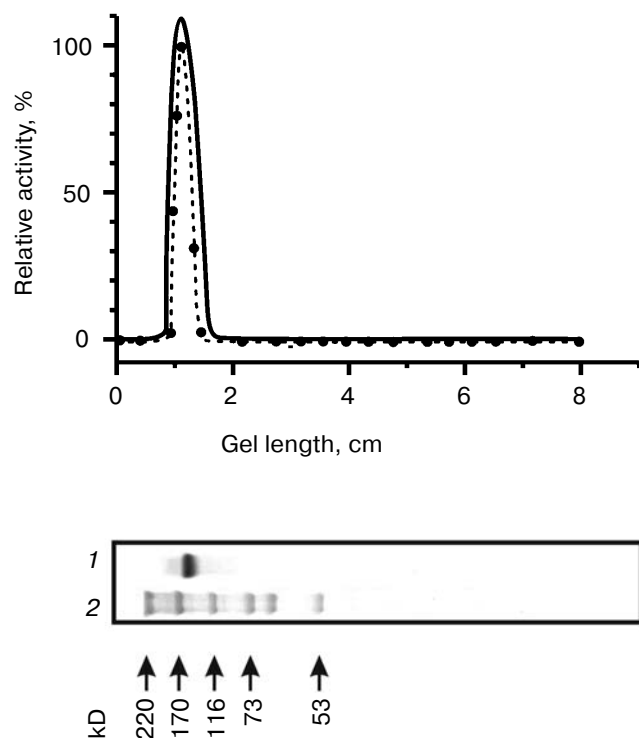 100
50
0
Relative activity, %
0 2 4 6 8
Gel length, cm
1
2
kD 220 170 116 73 53